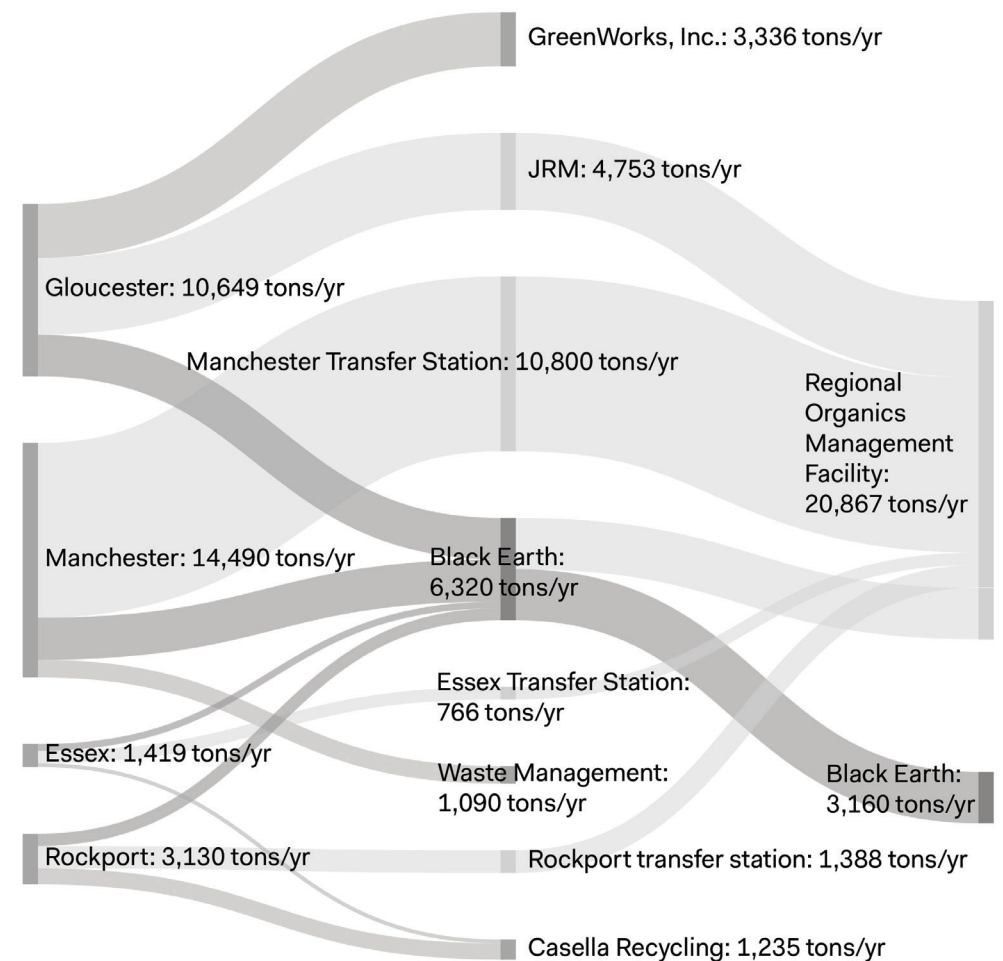 GreenWorks, Inc.: 3,336 tons/yr
JRM: 4,753 tons/yr
Gloucester: 10,649 tons/yr
Manchester Transfer Station: 10,800 tons/yr
Regional
Organics
Management
Facility:
20,867 tons/yr
Manchester: 14,490 tons/yr
Black Earth:
6,320 tons/yr
Essex Transfer Station:
766 tons/yr
Essex: 1,419 tons/yr
Waste Management:
1,090 tons/yr
Black Earth:
3,160 tons/yr
Rockport: 3,130 tons/yr
Rockport transfer station: 1,388 tons/yr
Casella Recycling: 1,235 tons/yr